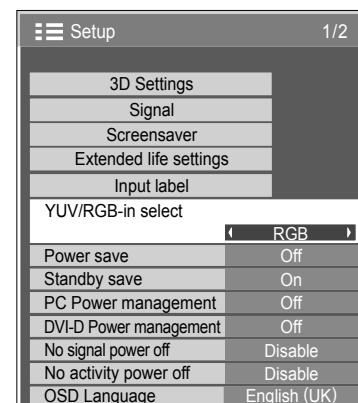 Setup 1/2
3D Settings
Signal
Screensaver
Extended life settings
Input label
YUV/RGB-in select
RGB
Power save Off
Standby save On
PC Power management Off
DVI-D Power management Off
No signal power off Disable
No activity power off Disable
OSD Language English (UK)